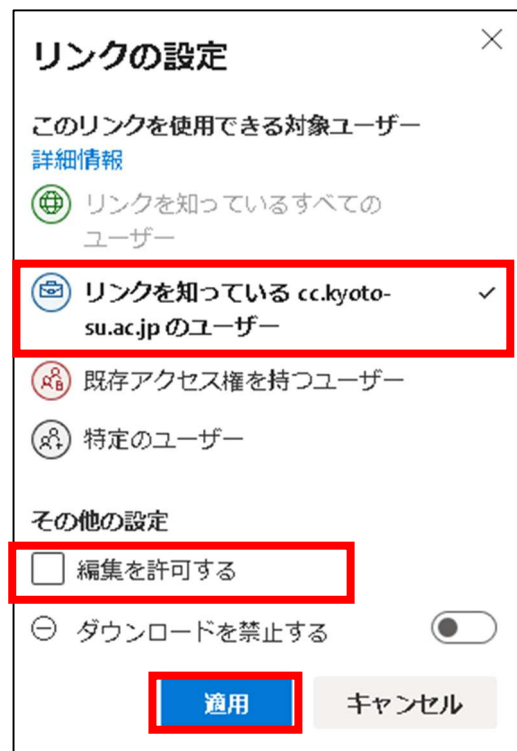 リンクの設定
このリンクを使用できる対象ユーザー
詳細情報
リンクを知っているすべての
ユーザー
リンクを知っている cc.kyoto-
su.ac.jp のユーザー
既存アクセス権を持つユーザー
特定のユーザー
その他の設定
編集を許可する
ダウンロードを禁止する
適用
キャンセル